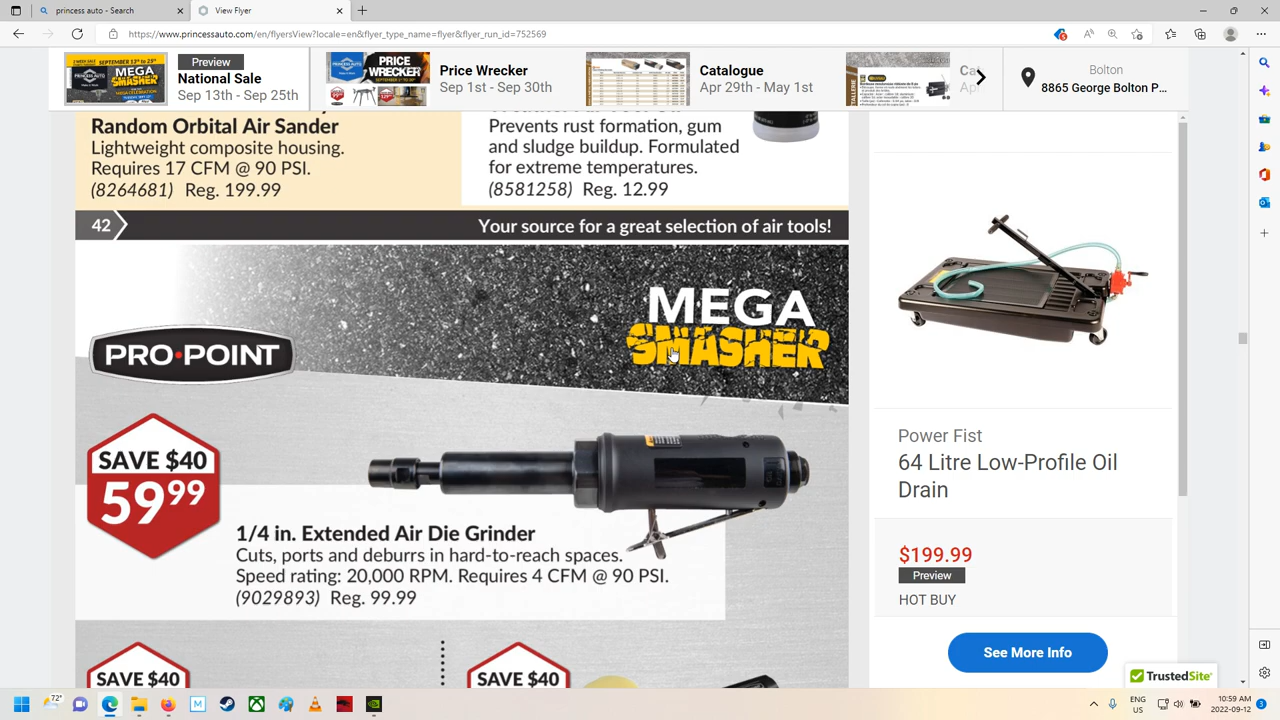 princess auto - Search
View Flyer
https://www.princessauto.com/en/flyersView?locale=en&flyer_type_name=flyer&flyer_run_id=752569
Preview
National Sale
th - Sep 25th
Price Wrecker
Sep 1st - Sep 30th
Catalogue
Apr 29th - May 1st
Bolton
8865 George Bolton
Random Orbital Air Sander
Lightweight composite housing.
Requires 17 CFM @ 90 PSI.
(8264681) Reg. 199.99
Prevents rust formation, gum
and sludge buildup. Formulated
for extreme temperatures.
(8581258) Reg. 12.99
42
Your source for a great selection of air tools!
MEGA
SMASHER
PRO•POINT
SAVE $40
59⁹⁹
1/4 in. Extended Air Die Grinder
Cuts, ports and deburrs in hard-to-reach spaces.
Speed rating: 20,000 RPM. Requires 4 CFM @ 90 PSI.
(9029893) Reg. 99.99
SAVE $40
SAVE $40
Power Fist
64 Litre Low-Profile Oil
Drain
$199.99
Preview
HOT BUY
See More Info
TrustedSite
72°
ENG
US
10:59 AM
2022-09-12